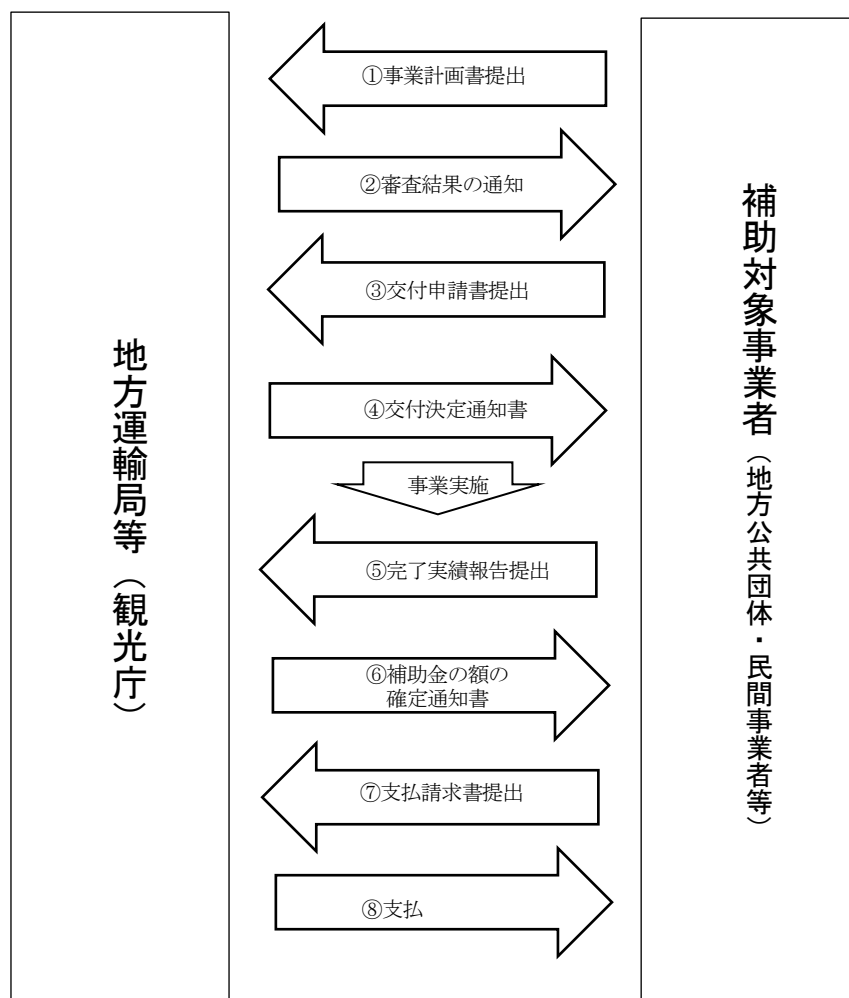 地方運輸局等（観光庁）
①事業計画書提出
②審査結果の通知
③交付申請書提出
④交付決定通知書
事業実施
⑤完了実績報告提出
⑥補助金の額の
確定通知書
⑦支払請求書提出
⑧支払
補助対象事業者（地方公共団体・民間事業者等）